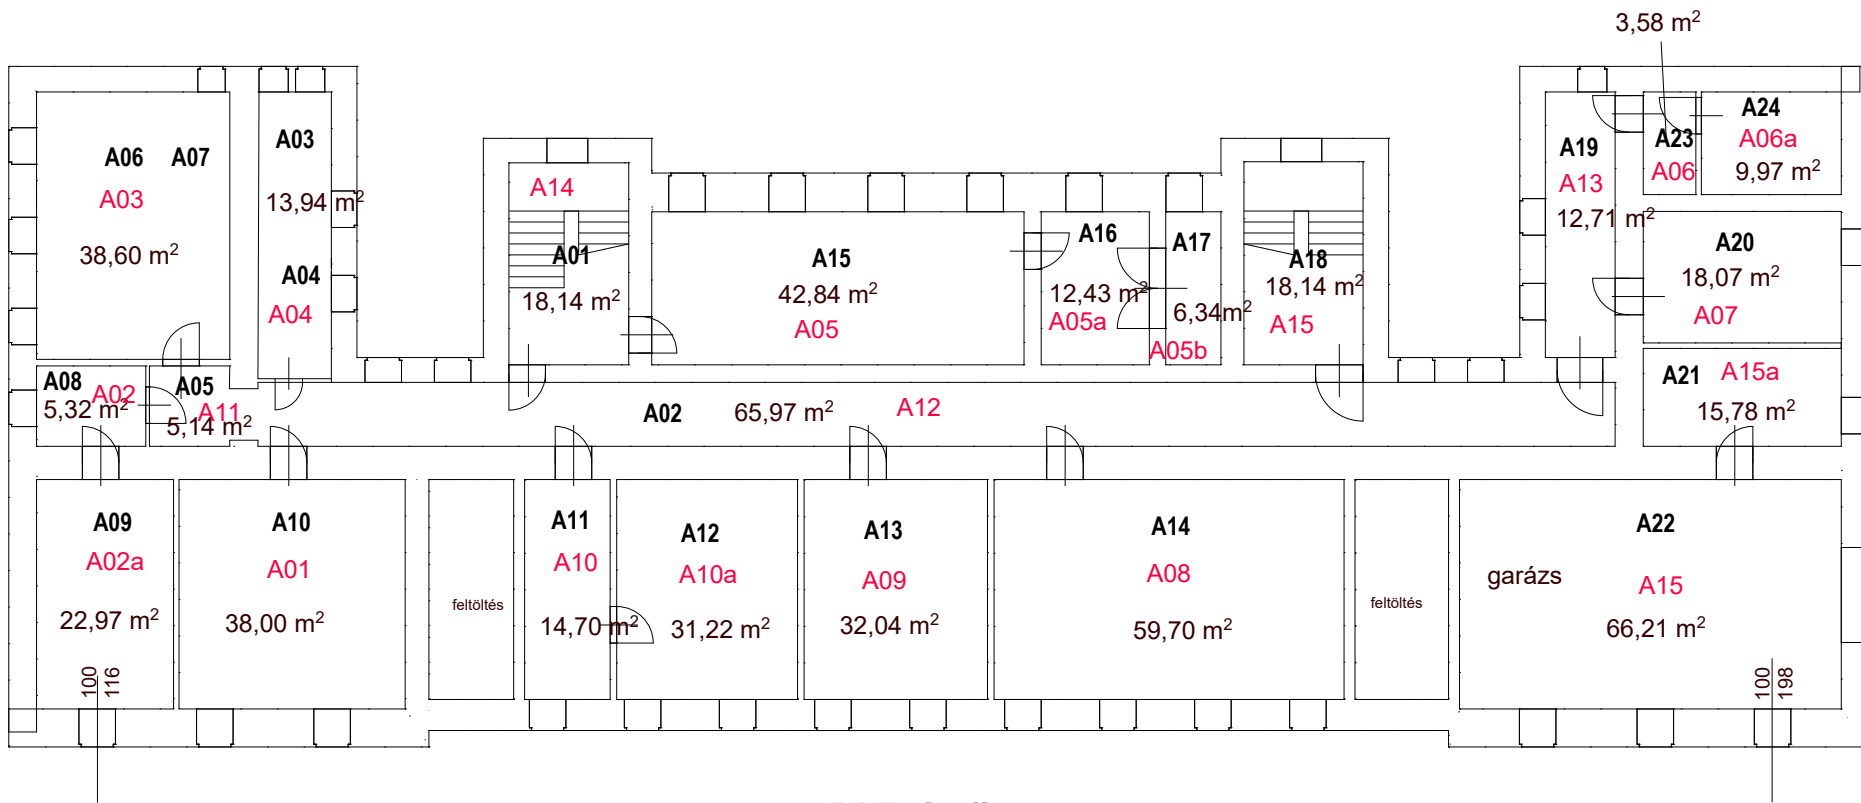 3,58 m²
A06 A07
A03
38,60 m²
A03
13,94 m²
A04
A04
A14
A01
18,14 m²
A15
42,84 m²
A05
A16
12,43 m²
A05a
A17
6,34m²
A05b
A18
18,14 m²
A15
A19
A13
12,71 m²
A23
A06
A24
A06a
9,97 m²
A20
18,07 m²
A07
A21 A15a
15,78 m²
A08 A02
5,32 m²
A05
A11
5,14 m²
A02 65,97 m² A12
A09
A02a
22,97 m²
100
116
A10
A01
38,00 m²
feltöltés
A11
A10
14,70 m²
A12
A10a
31,22 m²
A13
A09
32,04 m²
A14
A08
59,70 m²
feltöltés
A22
garázs
A15
66,21 m²
100
198